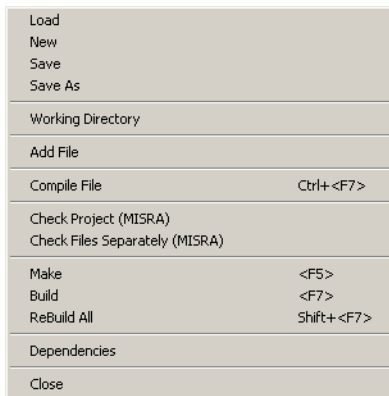 Load
New
Save
Save As
Working Directory
Add File
Compile File Ctrl+<F7>
Check Project (MISRA)
Check Files Separately (MISRA)
Make <F5>
Build <F7>
ReBuild All Shift+<F7>
Dependencies
Close